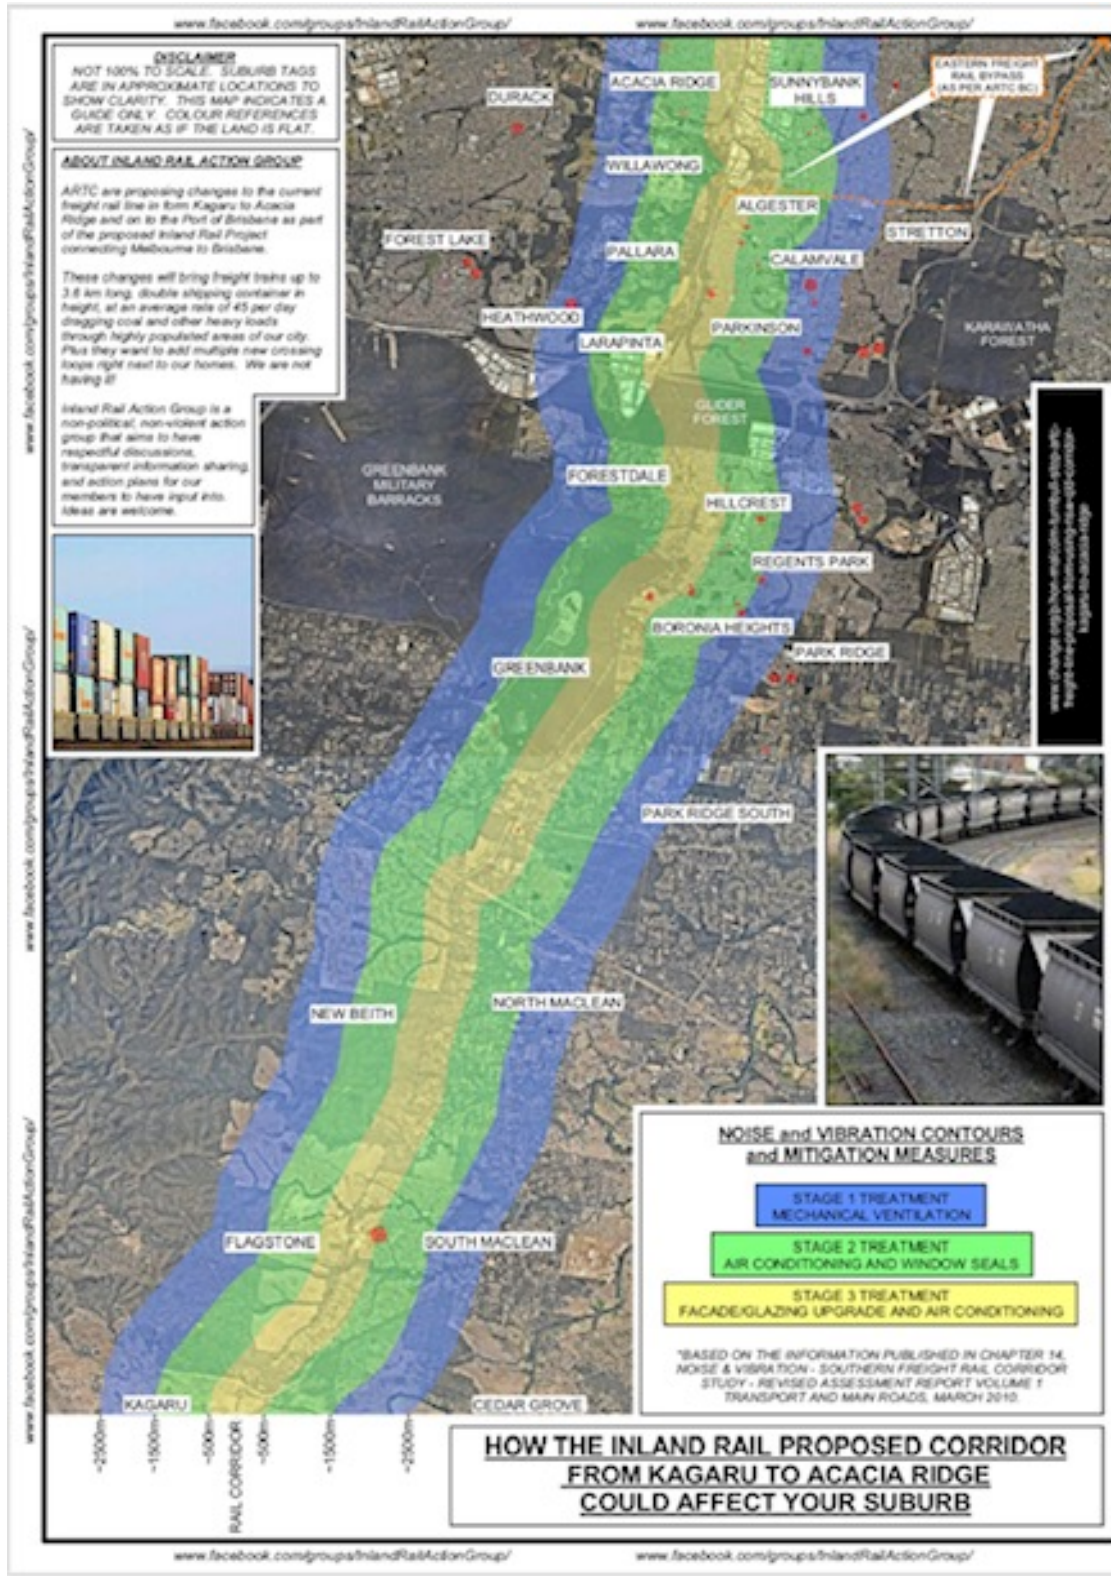 www.facebook.com/groups/InlandRailActionGroup/
www.facebook.com/groups/InlandRailActionGroup/
DISCLAIMER
NOT 100% TO SCALE. SUBURB TAGS
ARE IN APPROXIMATE LOCATIONS TO
SHOW CLARITY. THIS MAP INDICATES A
GUIDE ONLY. COLOUR REFERENCES
ARE TAKEN AS IF THE LAND IS FLAT.
ABOUT INLAND RAIL ACTION GROUP
ARTC are proposing changes to the current
freight rail line in form Kagaru to Acacia
Ridge and on to the Port of Brisbane as part
of the proposed Inland Rail Project
connecting Melbourne to Brisbane.
These changes will bring freight trains up to
3.6 km long, double shipping container in
height, at an average rate of 45 per day
dragging coal and other heavy loads
through highly populated areas of our city.
Plus they want to add multiple new crossing
loops right next to our homes. We are not
having it!
Inland Rail Action Group is a
non-political, non-violent action
group that aims to have
respectful discussions,
transparent information sharing,
and action plans for our
members to have input into.
Ideas are welcome.
www.facebook.com/groups/InlandRailActionGroup/
www.facebook.com/groups/InlandRailActionGroup/
www.facebook.com/groups/InlandRailActionGroup/
EASTERN FREIGHT
RAIL BYPASS
(AS PER ARTC BC)
ACACIA RIDGE
SUNNYBANK
HILLS
DURACK
WILLAWONG
ALGESTER
STRETTON
FOREST LAKE
PALLARA
CALAMVALE
HEATHWOOD
PARKINSON
KARAWATHA
FOREST
LARAPINTA
GLIDER
FOREST
GREENBANK
MILITARY
BARRACKS
FORESTDALE
HILLCREST
REGENTS PARK
BORONIA HEIGHTS
PARK RIDGE
GREENBANK
PARK RIDGE SOUTH
NEW BEITH
NORTH MACLEAN
FLAGSTONE
SOUTH MACLEAN
KAGARU
CEDAR GROVE
NOISE and VIBRATION CONTOURS
and MITIGATION MEASURES
STAGE 1 TREATMENT
MECHANICAL VENTILATION
STAGE 2 TREATMENT
AIR CONDITIONING AND WINDOW SEALS
STAGE 3 TREATMENT
FACADE/GLAZING UPGRADE AND AIR CONDITIONING
*BASED ON THE INFORMATION PUBLISHED IN CHAPTER 14,
NOISE & VIBRATION - SOUTHERN FREIGHT RAIL CORRIDOR
STUDY - REVISED ASSESSMENT REPORT VOLUME 1
TRANSPORT AND MAIN ROADS, MARCH 2010.
~1500m
~500m
RAIL CORRIDOR
~500m
~1500m
HOW THE INLAND RAIL PROPOSED CORRIDOR
FROM KAGARU TO ACACIA RIDGE
COULD AFFECT YOUR SUBURB
www.facebook.com/groups/InlandRailActionGroup/
www.facebook.com/groups/InlandRailActionGroup/